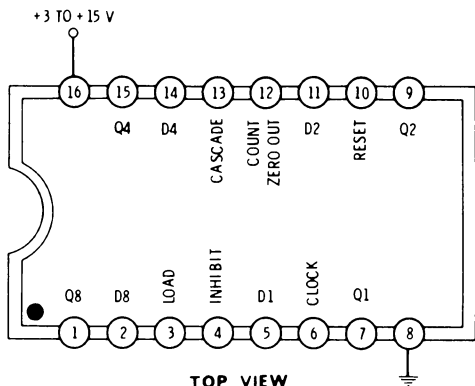 +3 TO +15 V
16 15 14 13 12 11 10 9
Q4 D4 CASCADE COUNT ZERO OUT D2 RESET Q2
Q8 D8 LOAD INHIBIT D1 CLOCK Q1
1 2 3 4 5 6 7 8
TOP VIEW